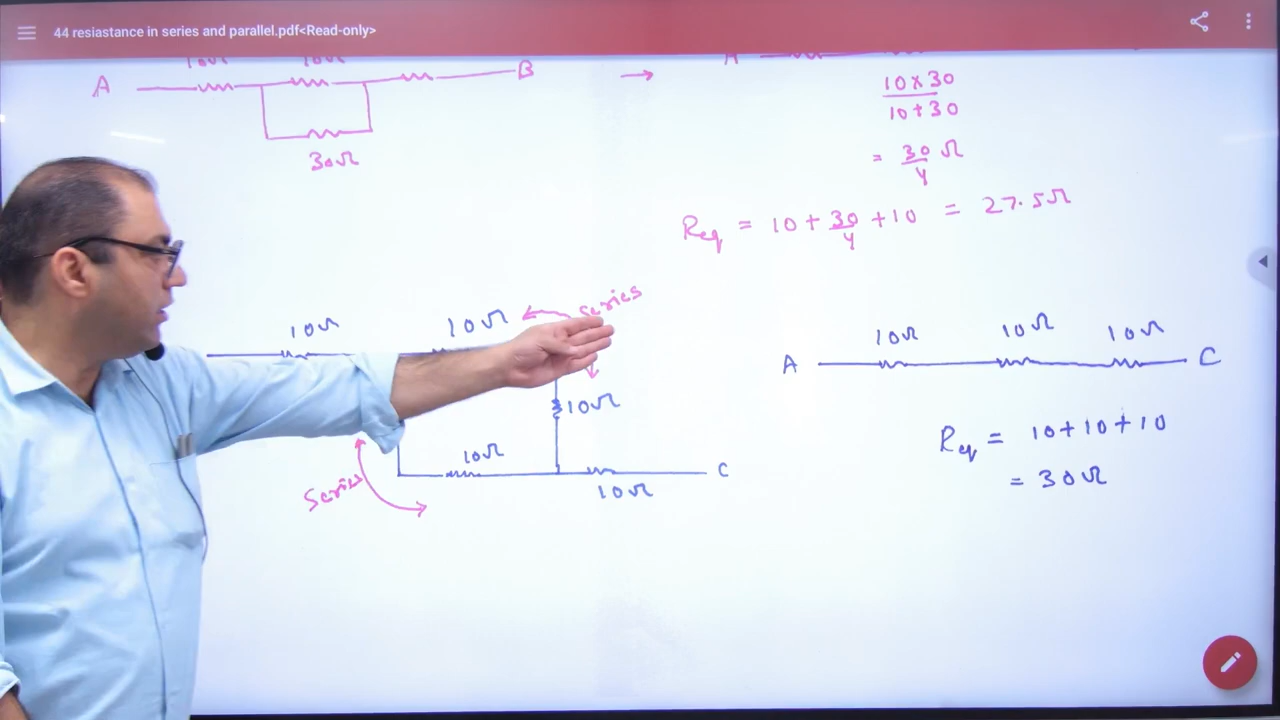 44 resiastance in series and parallel.pdf<Read-only>
A
B
→
30Ω
10×30
10+30
= 30/4 Ω
Req = 10 + 30/4 + 10 = 27.5Ω
10Ω
10Ω
series
10Ω
10Ω
10Ω
C
Series
A
10Ω
10Ω
10Ω
C
Req = 10+10+10
= 30Ω